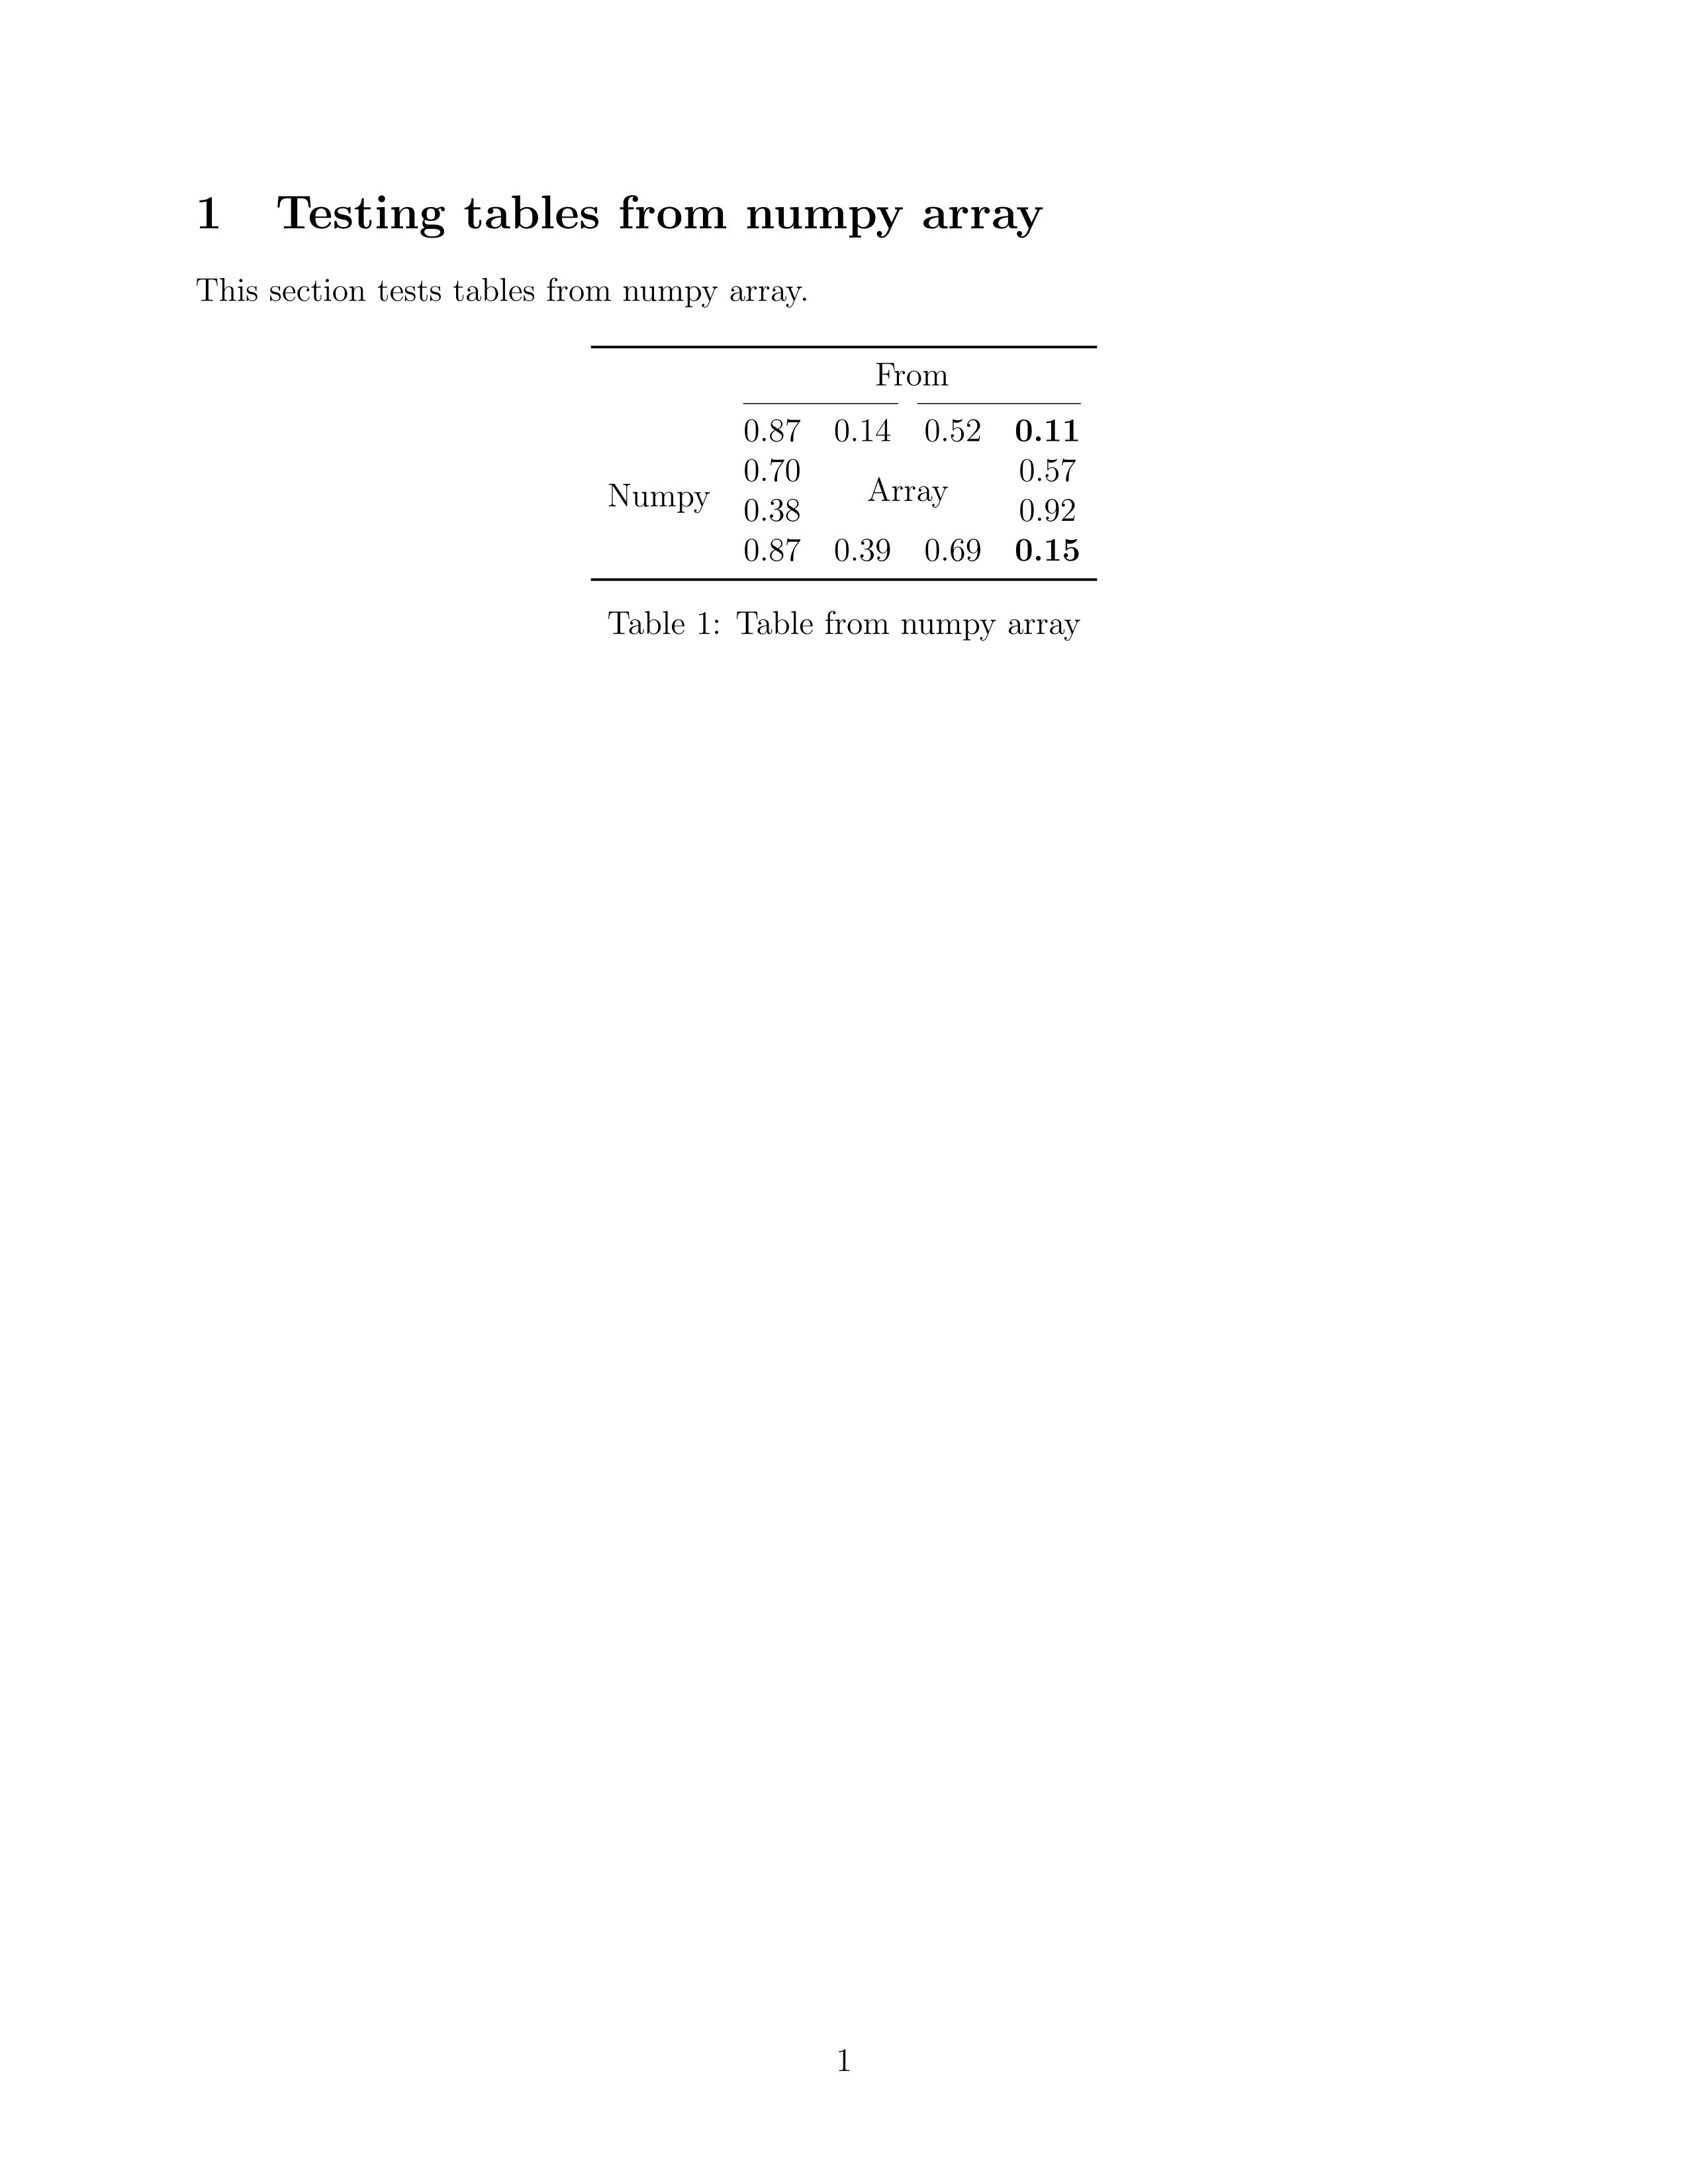 1 Testing tables from numpy array
This section tests tables from numpy array.
From
0.87 0.14 0.52 0.11
0.70 0.57
Numpy Array
0.38 0.92
0.87 0.39 0.69 0.15
Table 1: Table from numpy array
1